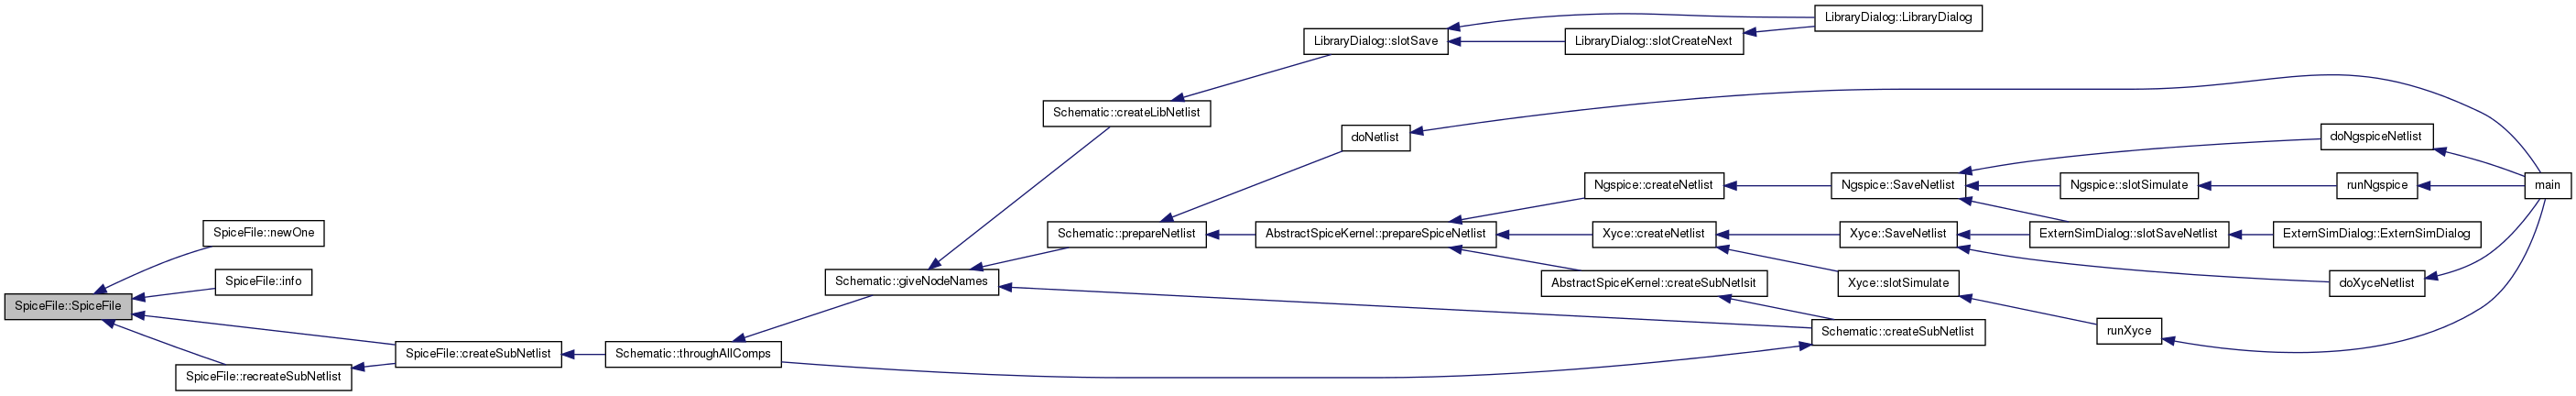 LibraryDialog::LibraryDialog
LibraryDialog::slotSave
LibraryDialog::slotCreateNext
Schematic::createLibNetlist
doNetlist
doNgspiceNetlist
Ngspice::createNetlist
Ngspice::SaveNetlist
Ngspice::slotSimulate
runNgspice
main
SpiceFile::newOne
Schematic::prepareNetlist
AbstractSpiceKernel::prepareSpiceNetlist
Xyce::createNetlist
Xyce::SaveNetlist
ExternSimDialog::slotSaveNetlist
ExternSimDialog::ExternSimDialog
SpiceFile::info
Schematic::giveNodeNames
AbstractSpiceKernel::createSubNetlsit
Xyce::slotSimulate
doXyceNetlist
SpiceFile::SpiceFile
Schematic::createSubNetlist
runXyce
SpiceFile::createSubNetlist
Schematic::throughAllComps
SpiceFile::recreateSubNetlist